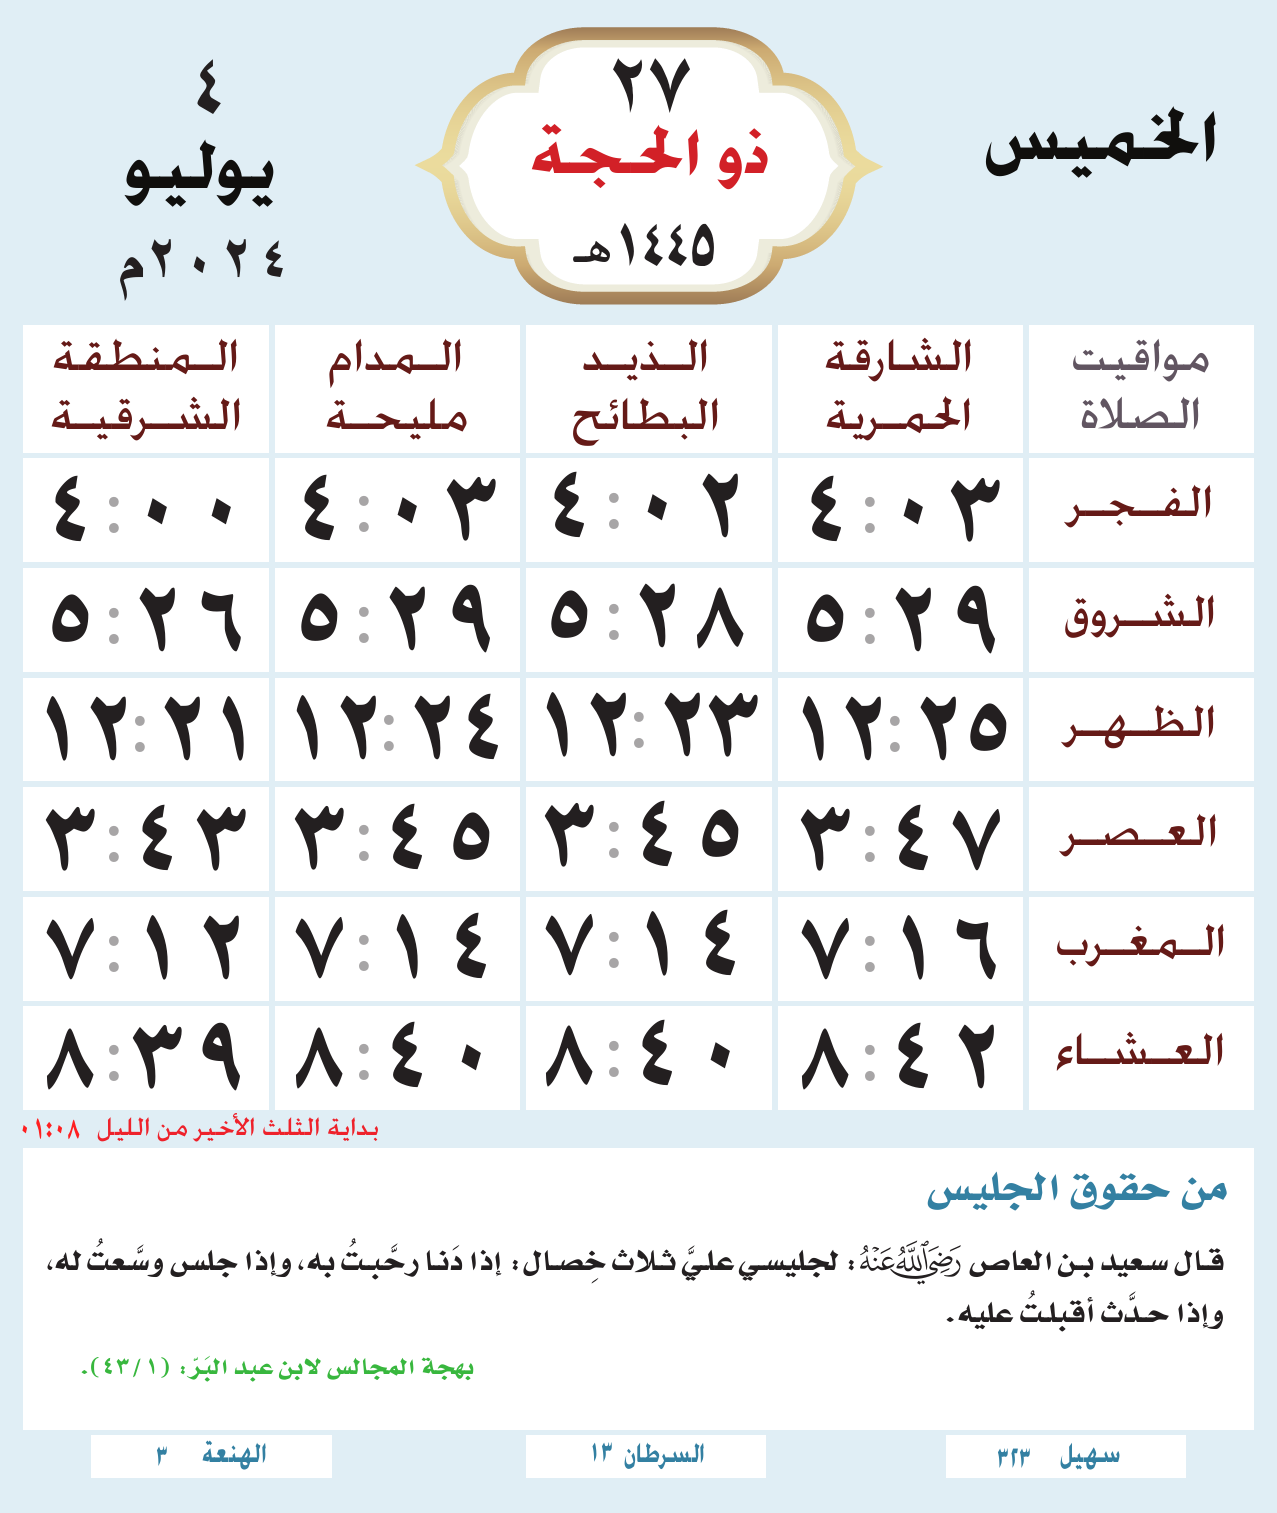 الخميس
٢٧
ذو الحجة
١٤٤٥هـ
٤
يوليو
٢٠٢٤م
مواقيت الصلاة | الشارقة الحمرية | الذيد البطائح | المدام مليحة | المنطقة الشرقية
الفجر | ٤:٠٣ | ٤:٠٢ | ٤:٠٣ | ٤:٠٠
الشروق | ٥:٢٩ | ٥:٢٨ | ٥:٢٩ | ٥:٢٦
الظهر | ١٢:٢٥ | ١٢:٢٣ | ١٢:٢٤ | ١٢:٢١
العصر | ٣:٤٧ | ٣:٤٥ | ٣:٤٥ | ٣:٤٣
المغرب | ٧:١٦ | ٧:١٤ | ٧:١٤ | ٧:١٢
العشاء | ٨:٤٢ | ٨:٤٠ | ٨:٤٠ | ٨:٣٩
بداية الثلث الأخير من الليل ٠١:٠٨
من حقوق الجليس
قال سعيد بن العاص رَضِيَ اللَّهُ عَنْهُ: لجليسي عليَّ ثلاث خِصال: إذا دَنا رحَّبتُ به، وإذا جلس وسَّعتُ له،
وإذا حدَّث أقبلتُ عليه.
بهجة المجالس لابن عبد البَرّ: (٤٣/١).
سهيل ٣٢٣
السرطان ١٣
الهنعة ٣